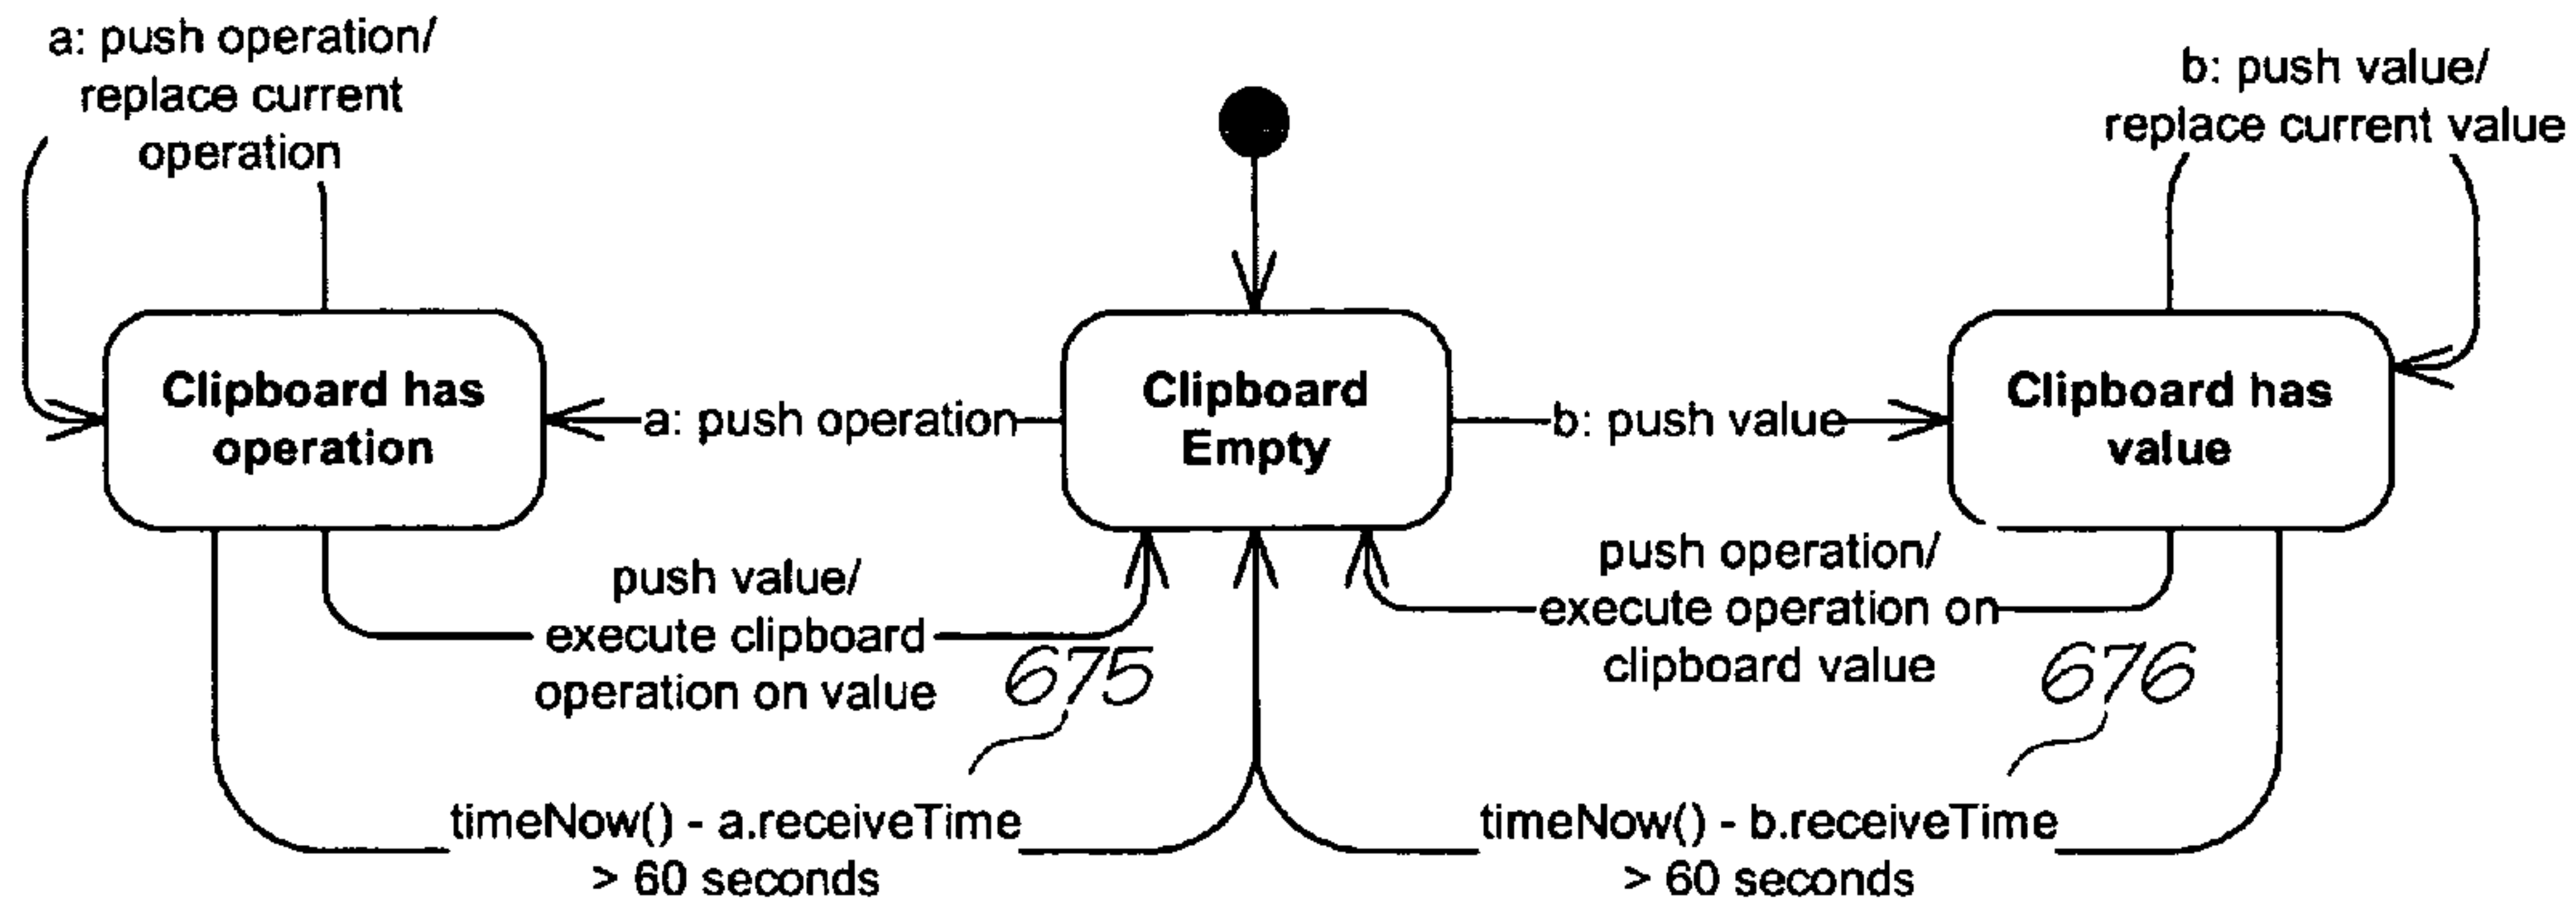 a: push operation/
replace current
operation
b: push value/
replace current value
Clipboard has
operation
a: push operation
Clipboard
Empty
b: push value
Clipboard has
value
push value/
execute clipboard
operation on value
675
push operation/
execute operation on
clipboard value
676
timeNow() - a.receiveTime
> 60 seconds
timeNow() - b.receiveTime
> 60 seconds